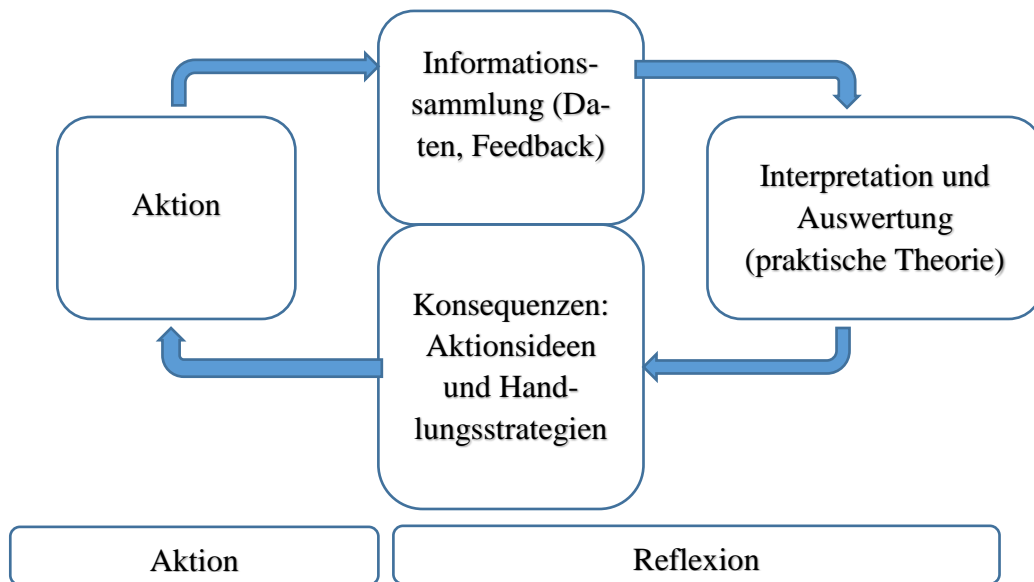 Informations-
sammlung (Da-
ten, Feedback)
Aktion
Interpretation und
Auswertung
(praktische Theorie)
Konsequenzen:
Aktionsideen
und Hand-
lungsstrategien
Aktion
Reflexion